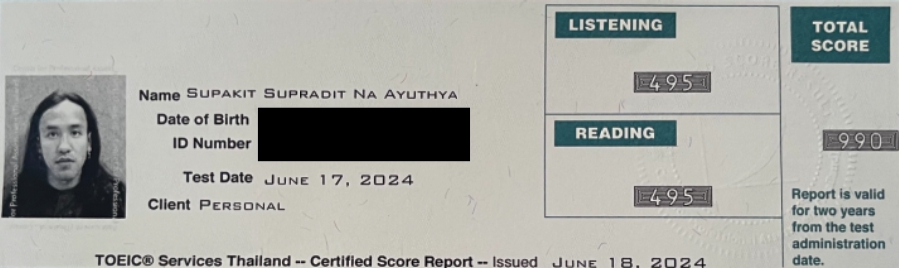 LISTENING
495
TOTAL
SCORE
Name SUPAKIT SUPRADIT NA AYUTHYA
Date of Birth
ID Number
READING
990
Test Date JUNE 17, 2024
495
Client PERSONAL
Report is valid
for two years
from the test
administration
date.
TOEIC® Services Thailand -- Certified Score Report -- Issued JUNE 18, 2024